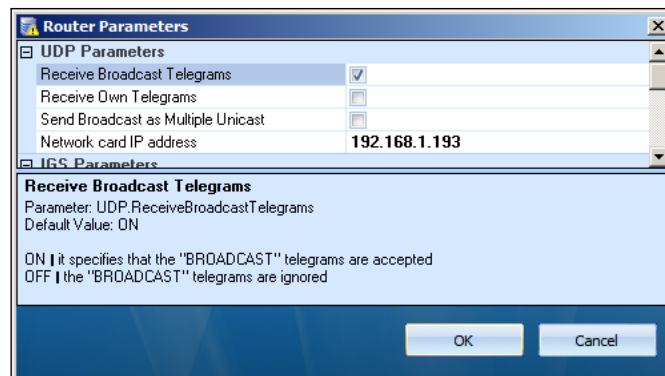 Router Parameters
UDP Parameters
Receive Broadcast Telegrams
Receive Own Telegrams
Send Broadcast as Multiple Unicast
Network card IP address 192.168.1.193
IGS Parameters
Receive Broadcast Telegrams
Parameter: UDP.ReceiveBroadcastTelegrams
Default Value: ON
ON | it specifies that the "BROADCAST" telegrams are accepted
OFF | the "BROADCAST" telegrams are ignored
OK Cancel